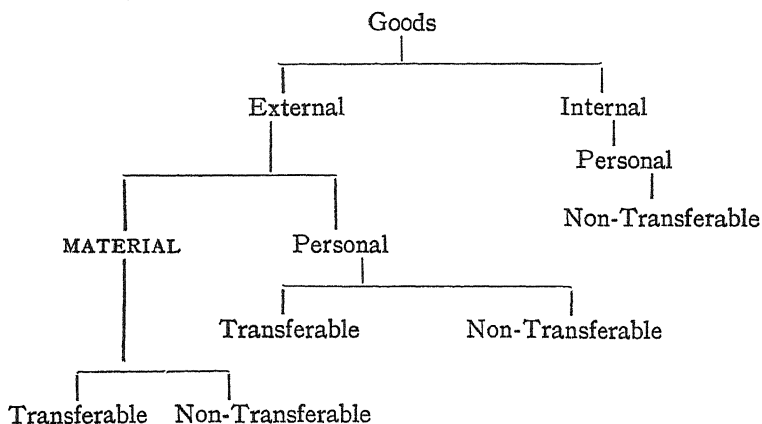 Goods
External Internal
Personal
Non-Transferable
MATERIAL Personal
Transferable Non-Transferable
Transferable Non-Transferable